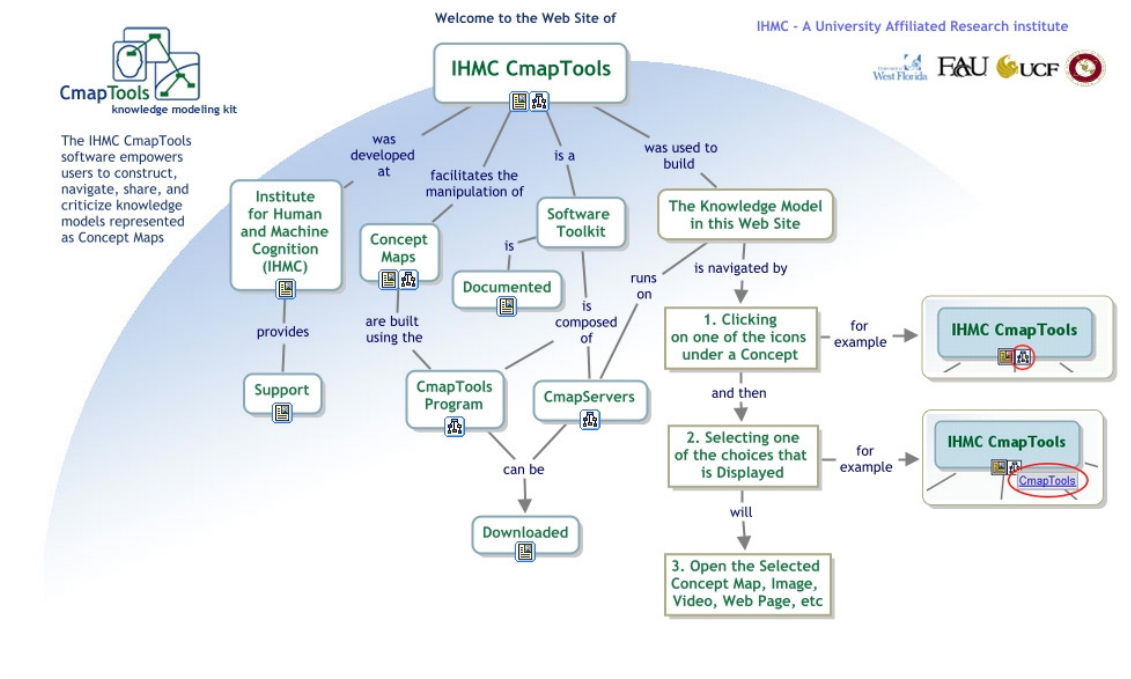 Welcome to the Web Site of
IHMC - A University Affiliated Research institute
West Florida
FAU
UCF
CmapTools
knowledge modeling kit
The IHMC CmapTools
software empowers
users to construct,
navigate, share, and
criticize knowledge
models represented
as Concept Maps
IHMC CmapTools
was
developed
at
facilitates the
manipulation of
is a
was used to
build
Institute
for Human
and Machine
Cognition
(IHMC)
Concept
Maps
Software
Toolkit
The Knowledge Model
in this Web Site
is
Documented
runs
on
is navigated by
provides
are built
using the
is
composed
of
1. Clicking
on one of the icons
under a Concept
for
example
IHMC CmapTools
Support
CmapTools
Program
CmapServers
and then
2. Selecting one
of the choices that
is Displayed
for
example
IHMC CmapTools
CmapTools
can be
will
Downloaded
3. Open the Selected
Concept Map, Image,
Video, Web Page, etc